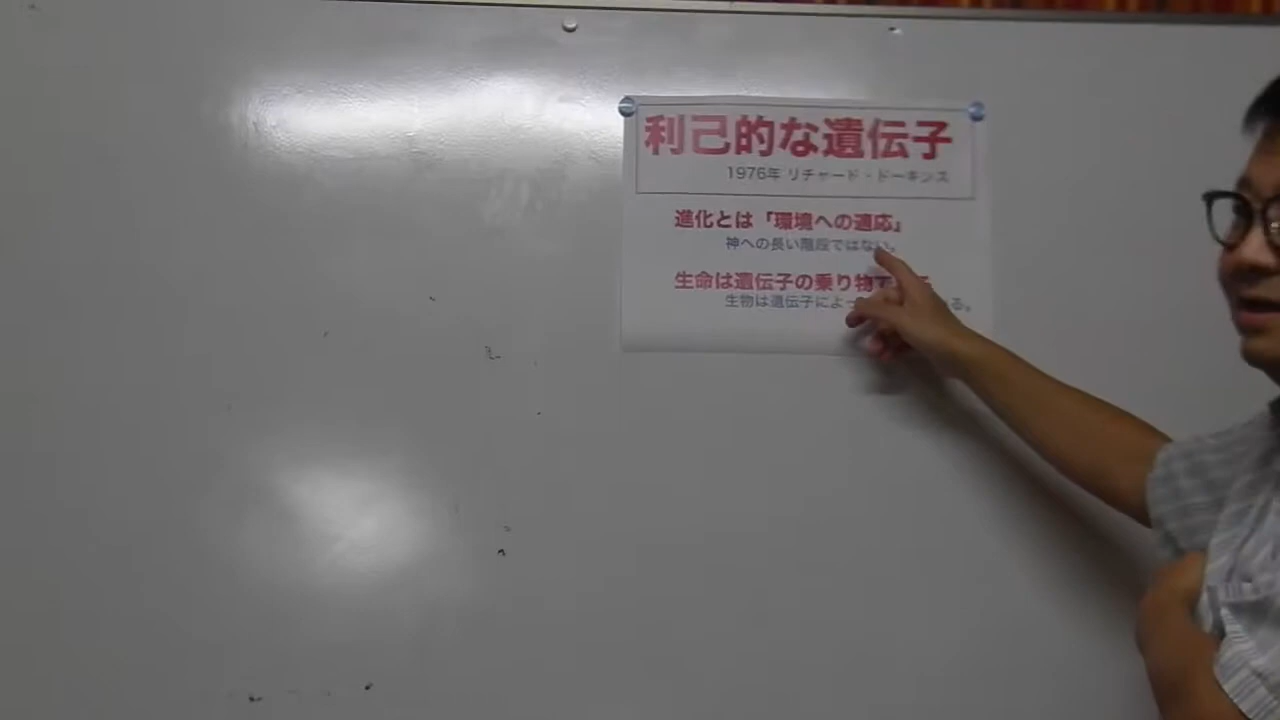 利己的な遺伝子
1976年 リチャード・ドーキンス
進化とは「環境への適応」
神への長い階段ではない。
生命は遺伝子の乗り物で
生物は遺伝子によっ る。